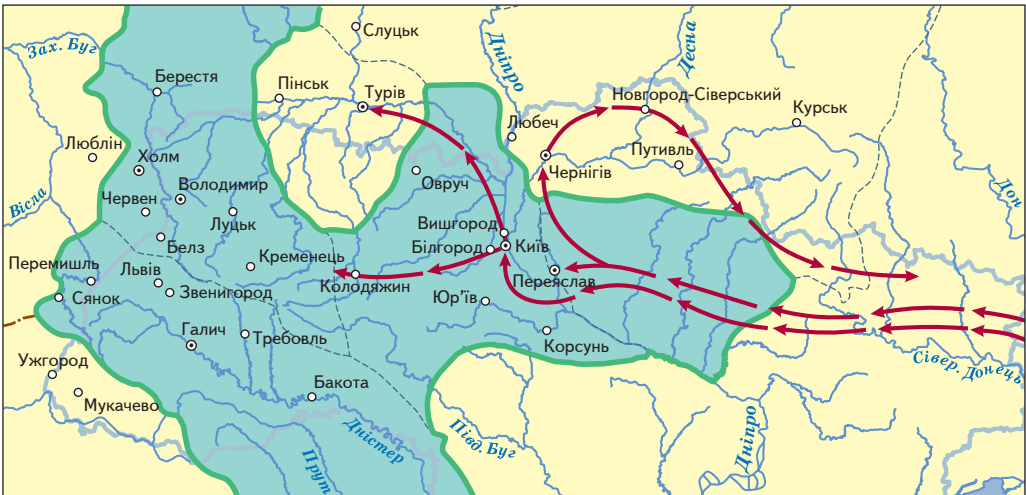 Слуцьк
Дніпро
Десна
Зах. Буг
Берестя
Пінськ
Турів
Новгород-Сіверський
Курськ
Любеч
Люблін
Холм
Путивль
Чернігів
Дон
Вісла
Володимир
Овруч
Червен
Луцьк
Вишгород
Білгород
Київ
Белз
Перемишль
Кременець
Львів
Колодяжин
Переяслав
Сянок
Звенигород
Юр’їв
Галич
Требовль
Корсунь
Ужгород
Сівер. Донець
Бакота
Мукачево
Дністер
Півд. Буг
Дніпро
Прут